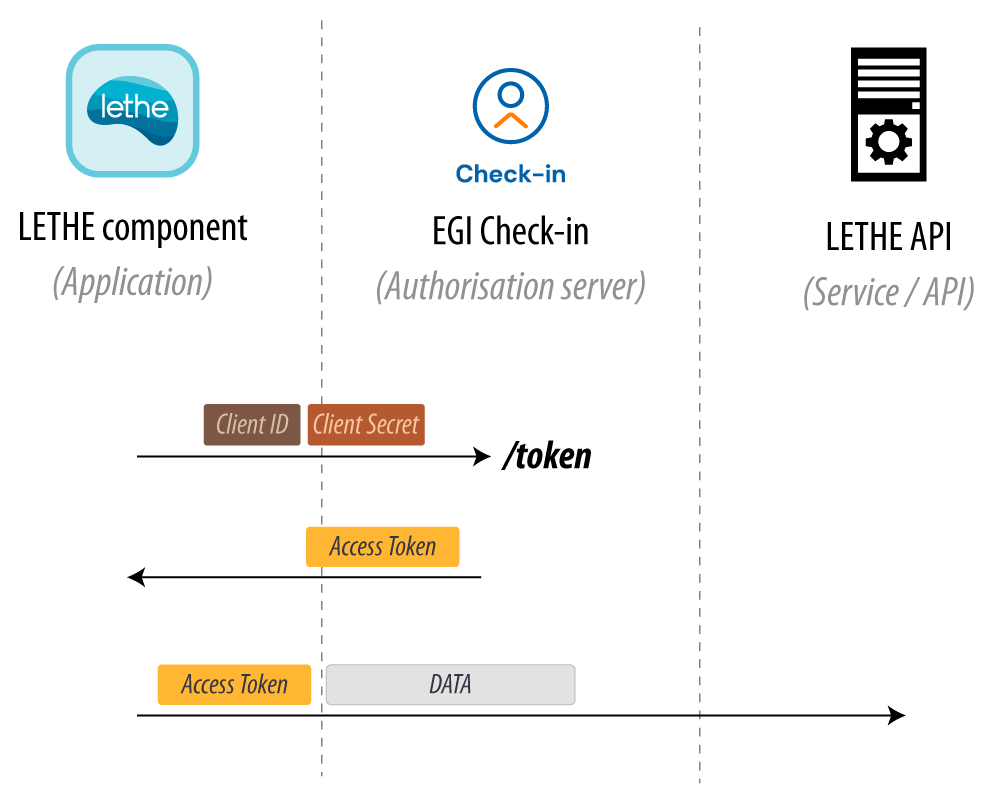 lethe
Check-in
LETHE component
(Application)
EGI Check-in
(Authorisation server)
LETHE API
(Service / API)
Client ID
Client Secret
/token
Access Token
Access Token
DATA